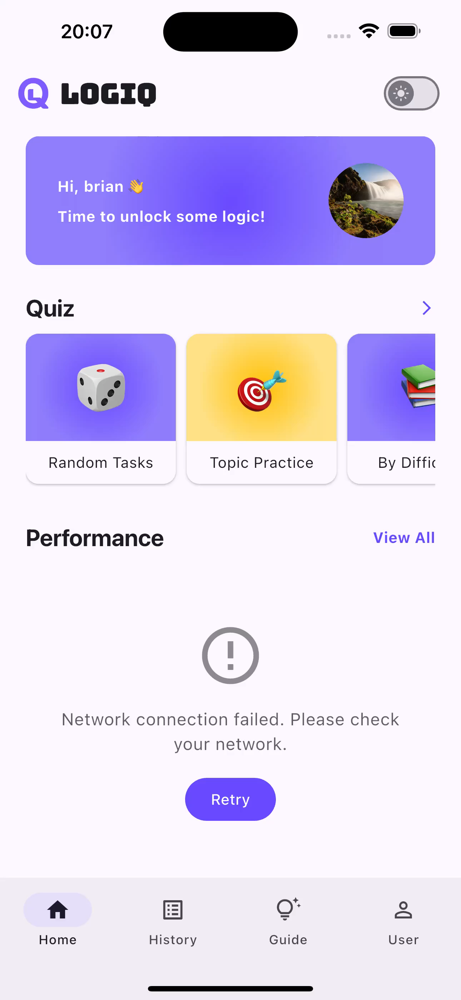 20:07
LOGIQ
Hi, brian 👋
Time to unlock some logic!
Quiz
Random Tasks
Topic Practice
By Diffic
Performance
View All
Network connection failed. Please check
your network.
Retry
Home
History
Guide
User